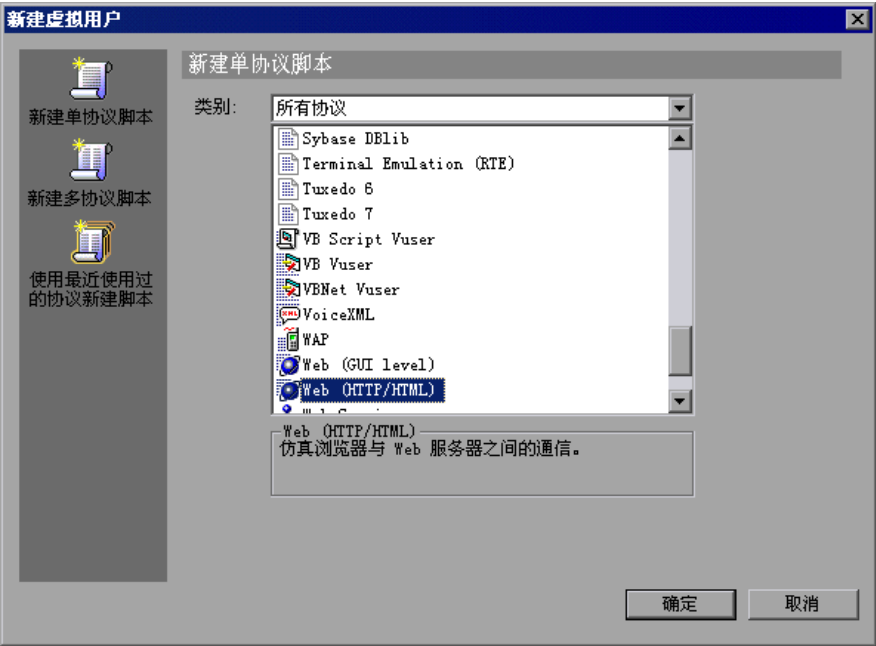 新建虚拟用户
新建单协议脚本
新建多协议脚本
使用最近使用过
的协议新建脚本
新建单协议脚本
类别:
所有协议
Sybase DBlib
Terminal Emulation (RTE)
Tuxedo 6
Tuxedo 7
VB Script Vuser
VB Vuser
VBNet Vuser
VoiceXML
WAP
Web (GUI level)
Web (HTTP/HTML)
Web (HTTP/HTML)
仿真浏览器与 Web 服务器之间的通信。
确定
取消